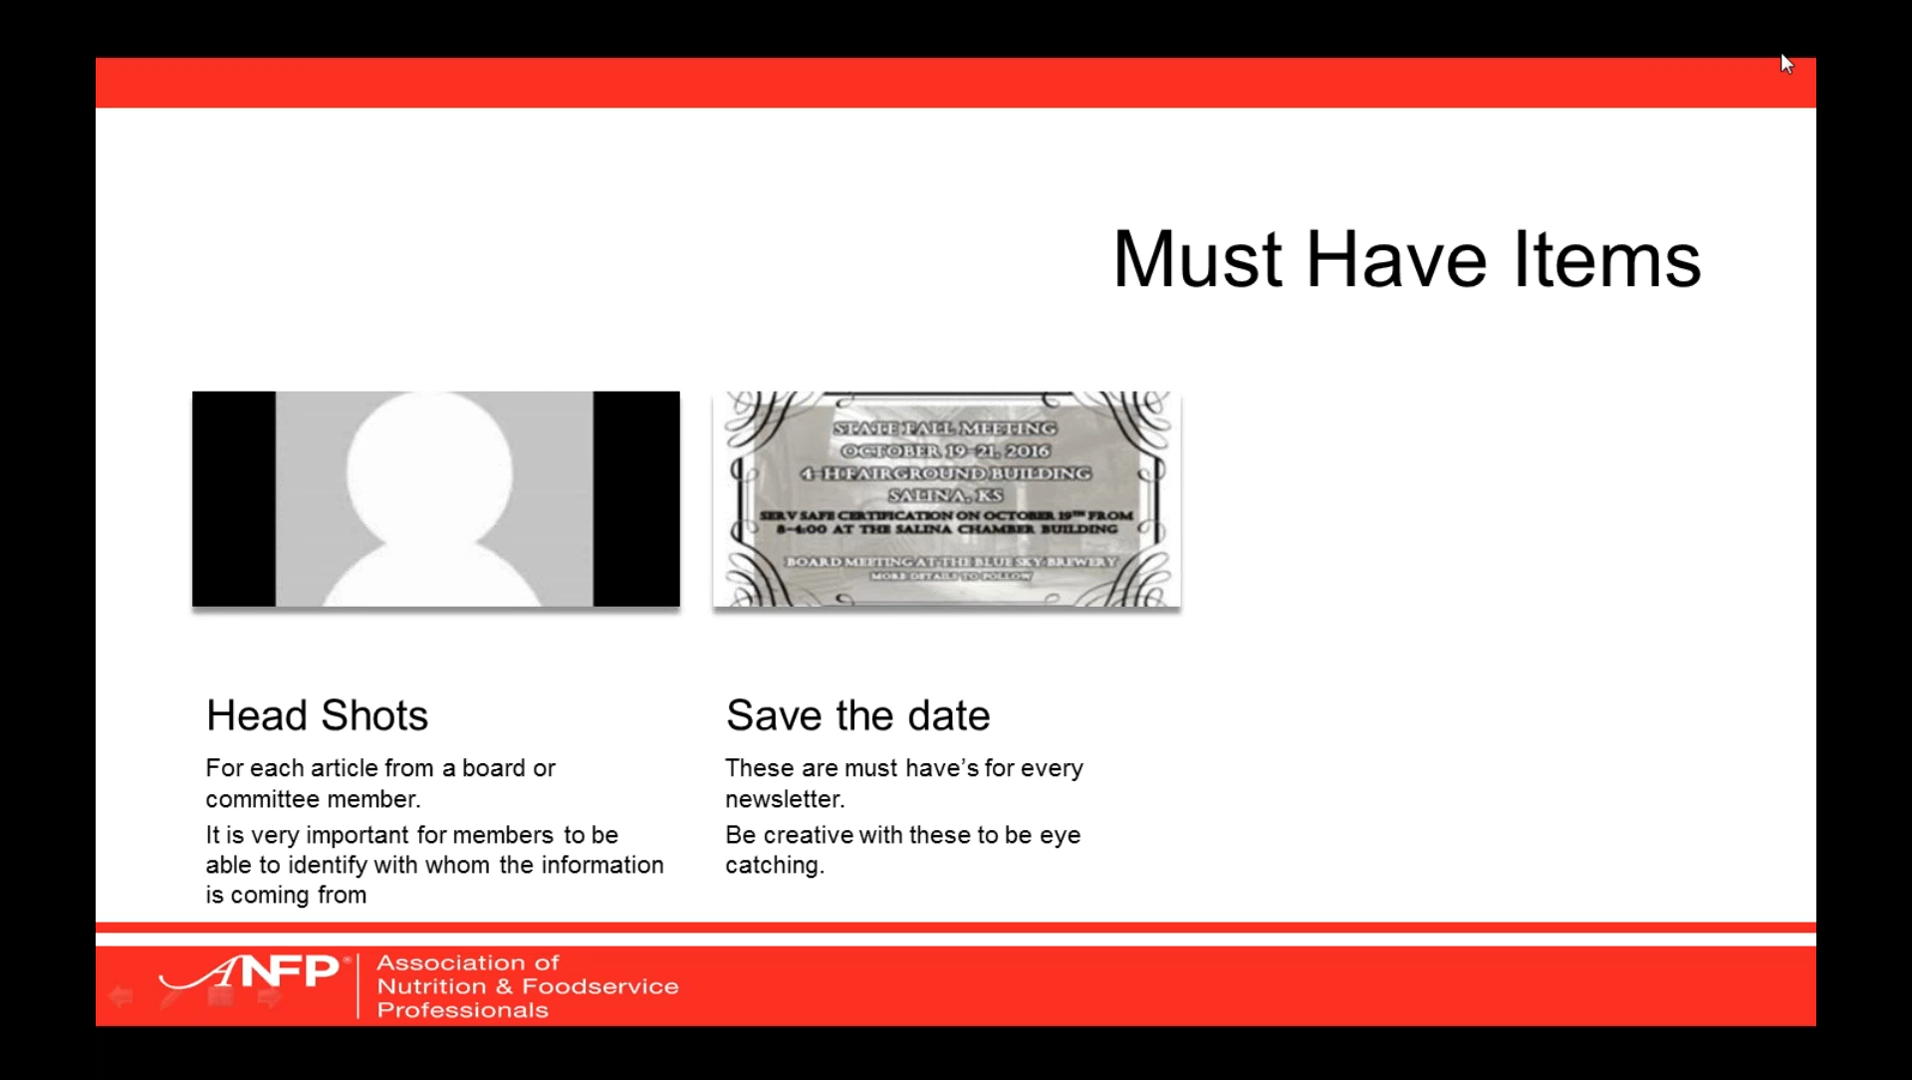 Must Have Items
STATE FALL MEETING
OCTOBER 19-21, 2016
4-H FAIRGROUND BUILDING
SALINA, KS
SERV SAFE CERTIFICATION ON OCTOBER 19TH FROM
8-4:00 AT THE SALINA CHAMBER BUILDING
BOARD MEETING AT THE BLUE SKY BREWERY
MORE DETAILS TO FOLLOW
Head Shots
For each article from a board or
committee member.
It is very important for members to be
able to identify with whom the information
is coming from
Save the date
These are must have’s for every
newsletter.
Be creative with these to be eye
catching.
ANFP®
Association of
Nutrition & Foodservice
Professionals